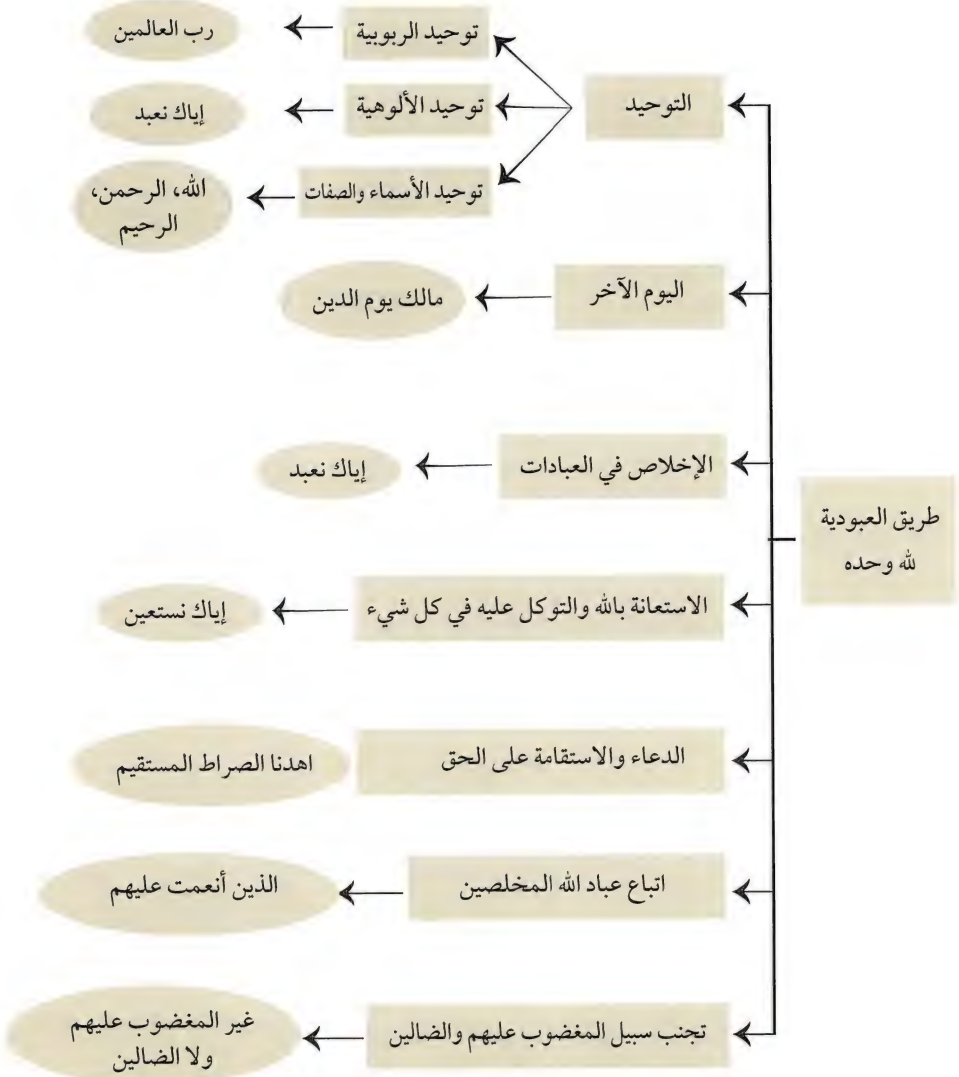 طريق العبودية
لله وحده
التوحيد
توحيد الربوبية
رب العالمين
توحيد الألوهية
إياك نعبد
توحيد الأسماء والصفات
الله، الرحمن،
الرحيم
اليوم الآخر
مالك يوم الدين
الإخلاص في العبادات
إياك نعبد
الاستعانة بالله والتوكل عليه في كل شيء
إياك نستعين
الدعاء والاستقامة على الحق
اهدنا الصراط المستقيم
اتباع عباد الله المخلصين
الذين أنعمت عليهم
تجنب سبيل المغضوب عليهم والضالين
غير المغضوب عليهم
ولا الضالين